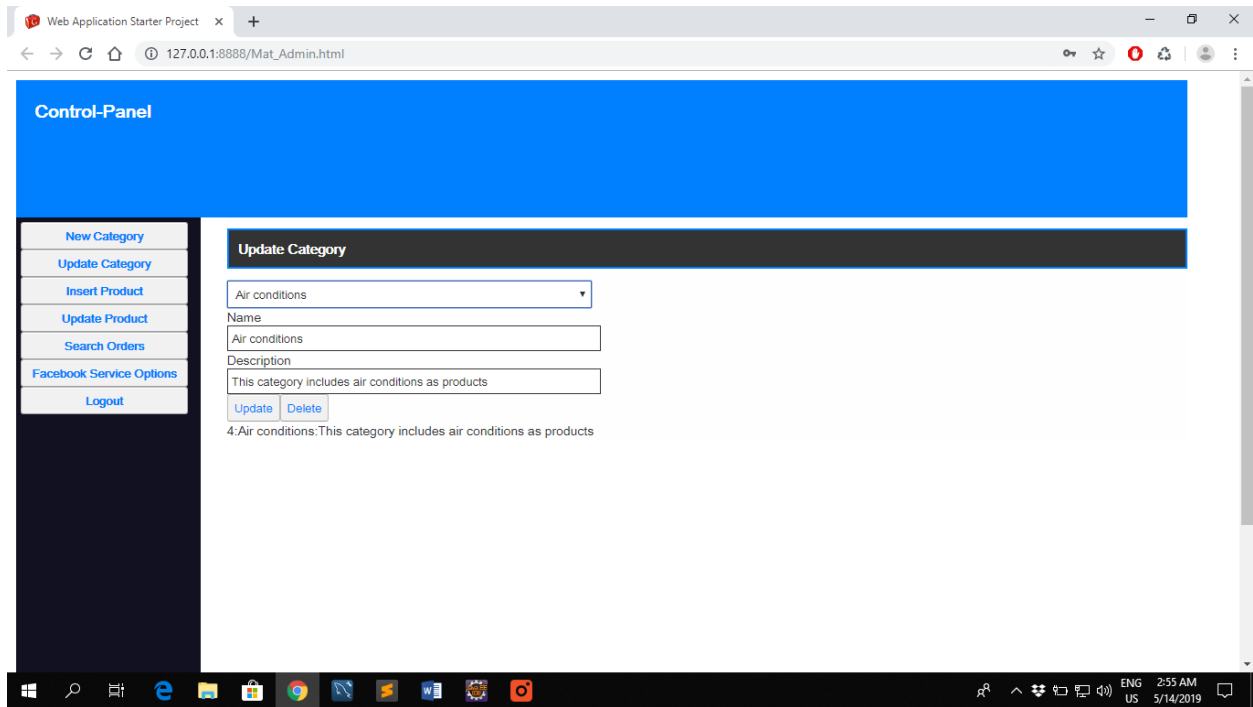 Web Application Starter Project
127.0.0.1:8888/Mat_Admin.html
Control-Panel
New Category
Update Category
Insert Product
Update Product
Search Orders
Facebook Service Options
Logout
Update Category
Air conditions
Name
Air conditions
Description
This category includes air conditions as products
Update Delete
4:Air conditions:This category includes air conditions as products
ENG 2:55 AM
US 5/14/2019